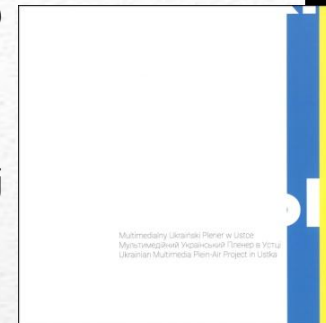 Multimedialny Ukraiński Plener w Ustce
Мультимедійний Український Пленер в Устці
Ukrainian Multimedia Plein-Air Project in Ustka